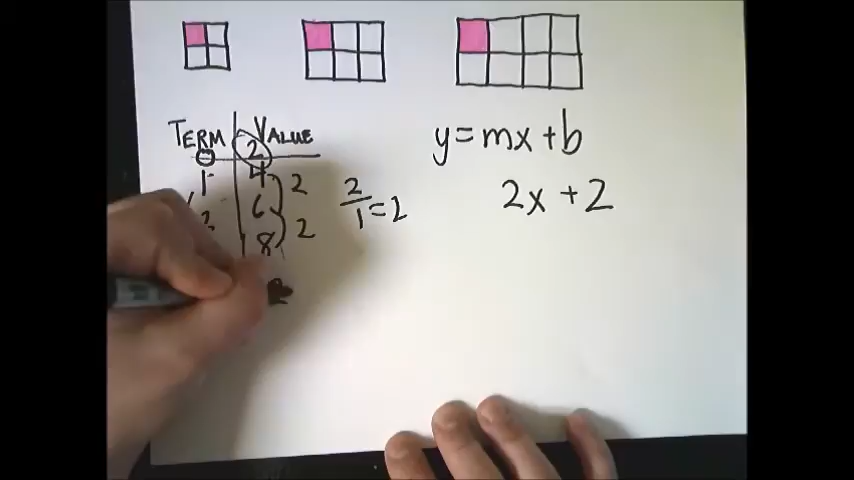 TERM VALUE
0 2
1 4
2
6
2
8
2/1 = 2
y = mx + b
2x + 2